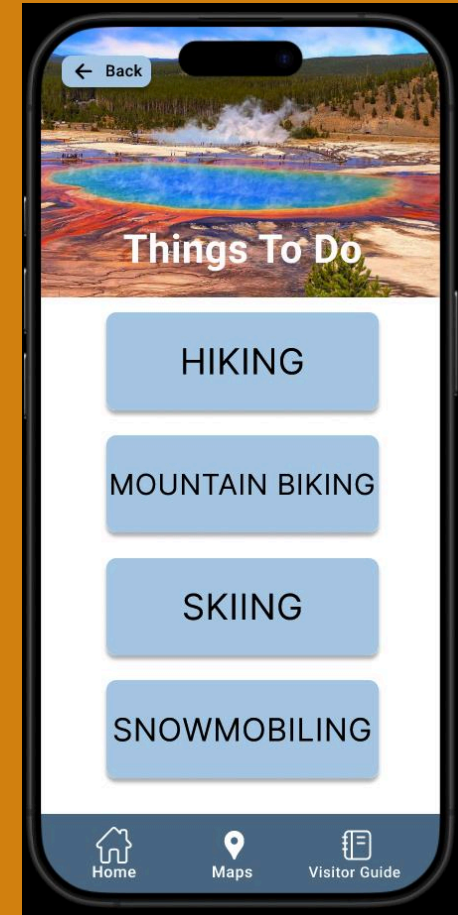 Back
Things To Do
HIKING
MOUNTAIN BIKING
SKIING
SNOWMOBILING
Home
Maps
Visitor Guide